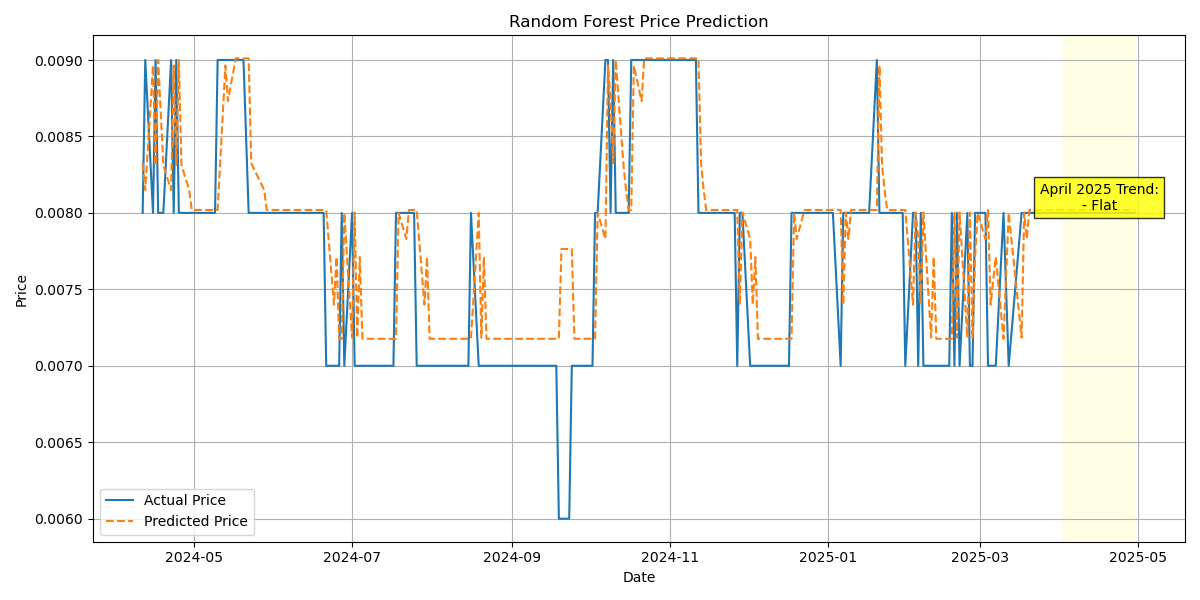 Random Forest Price Prediction
0.0090
0.0085
0.0080
0.0075
0.0070
0.0065
0.0060
Price
April 2025 Trend:
- Flat
Actual Price
Predicted Price
2024-05
2024-07
2024-09
2024-11
2025-01
2025-03
2025-05
Date